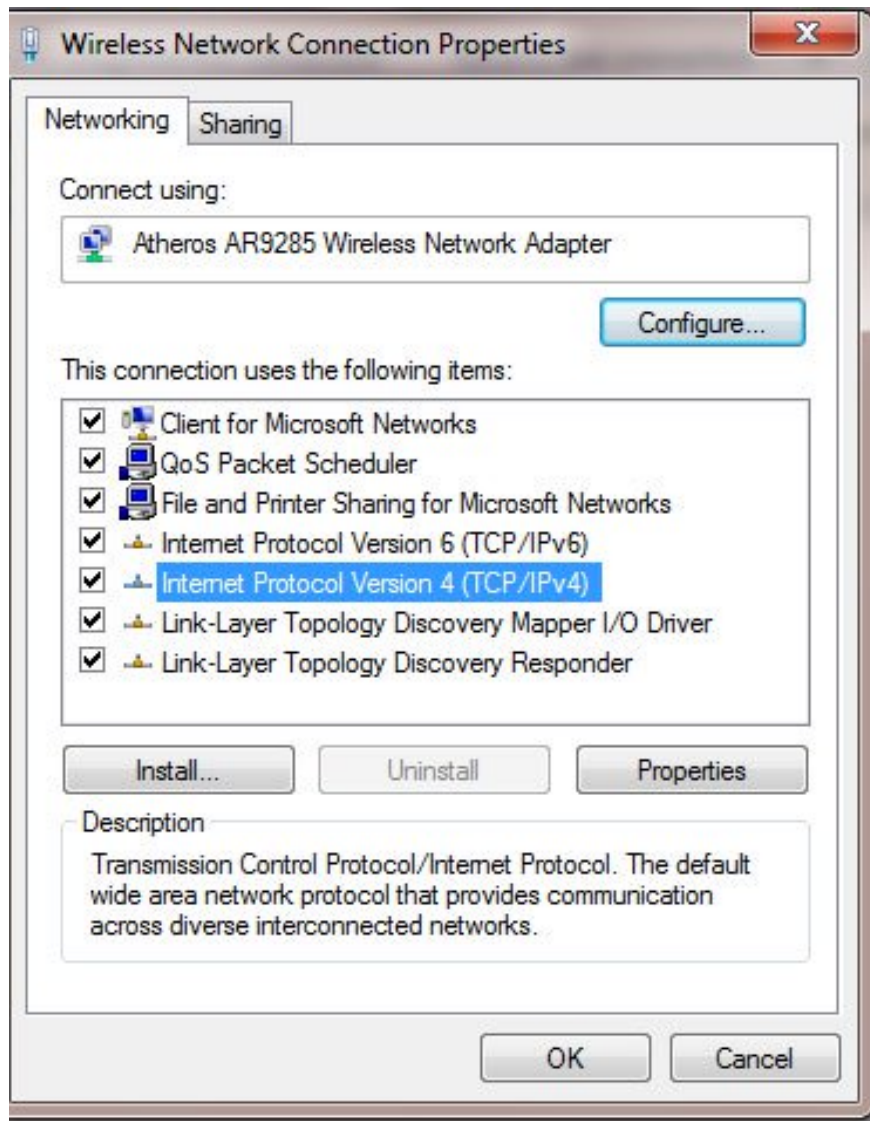 Wireless Network Connection Properties
Networking
Sharing
Connect using:
Atheros AR9285 Wireless Network Adapter
Configure...
This connection uses the following items:
Client for Microsoft Networks
QoS Packet Scheduler
File and Printer Sharing for Microsoft Networks
Internet Protocol Version 6 (TCP/IPv6)
Internet Protocol Version 4 (TCP/IPv4)
Link-Layer Topology Discovery Mapper I/O Driver
Link-Layer Topology Discovery Responder
Install...
Uninstall
Properties
Description
Transmission Control Protocol/Internet Protocol. The default
wide area network protocol that provides communication
across diverse interconnected networks.
OK
Cancel